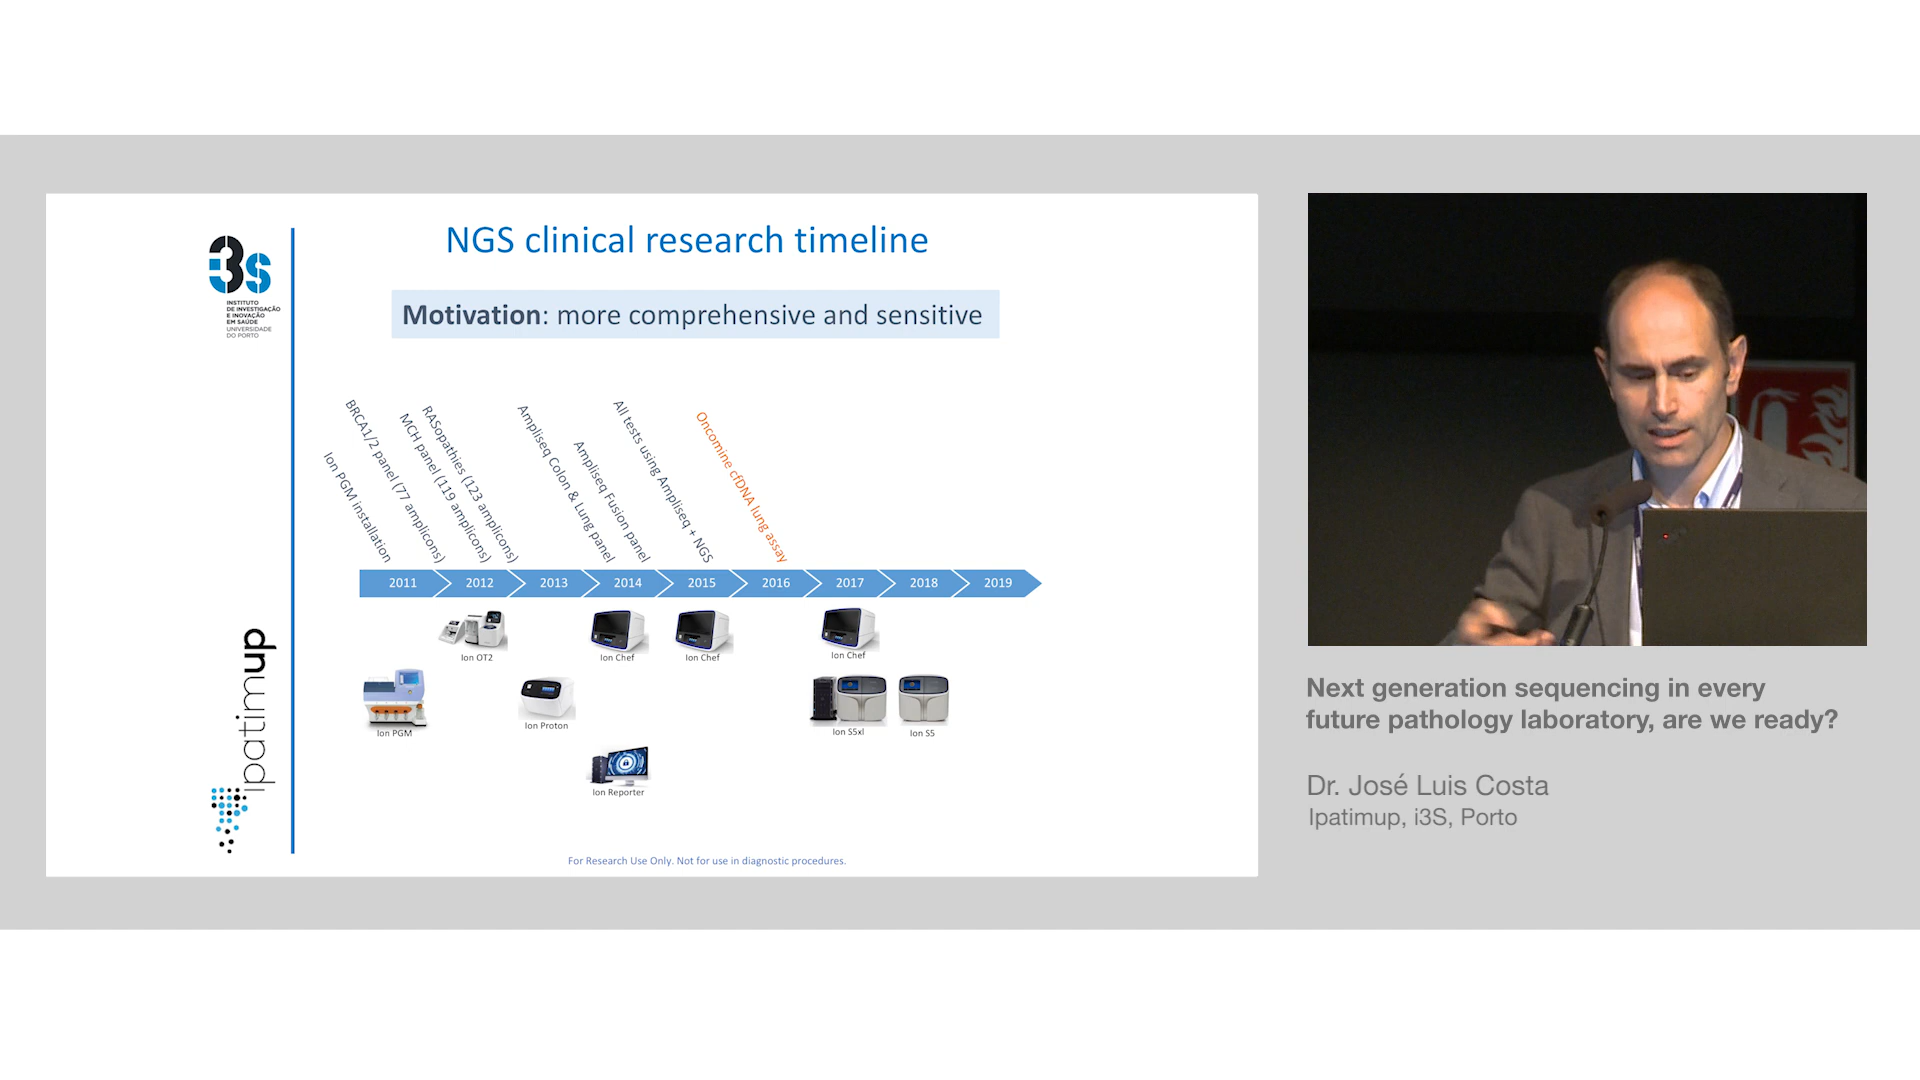 NGS clinical research timeline
Motivation: more comprehensive and sensitive
3s
INSTITUTO
DE INVESTIGAÇÃO
E INOVAÇÃO
EM SAÚDE
UNIVERSIDADE
DO PORTO
Ion PGM installation
BRCA1/2 panel (77 amplicons)
MCH panel (119 amplicons)
RASopathies (123 amplicons)
Ampliseq Colon & Lung panel
Ampliseq Fusion panel
All tests using Ampliseq + NGS
Oncomine cfDNA lung assay
2011 2012 2013 2014 2015 2016 2017 2018 2019
Ion OT2
Ion Chef
Ion Chef
Ion Chef
Ion PGM
Ion Proton
Ion S5xl
Ion S5
Ion Reporter
ipatimup
For Research Use Only. Not for use in diagnostic procedures.
Next generation sequencing in every
future pathology laboratory, are we ready?
Dr. José Luis Costa
Ipatimup, i3S, Porto